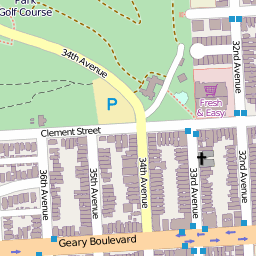 Park
Golf Course
34th Avenue
32nd Avenue
P
Fresh
& Easy
Clement Street
36th Avenue
35th Avenue
34th Avenue
33rd Avenue
32nd Avenue
Geary Boulevard